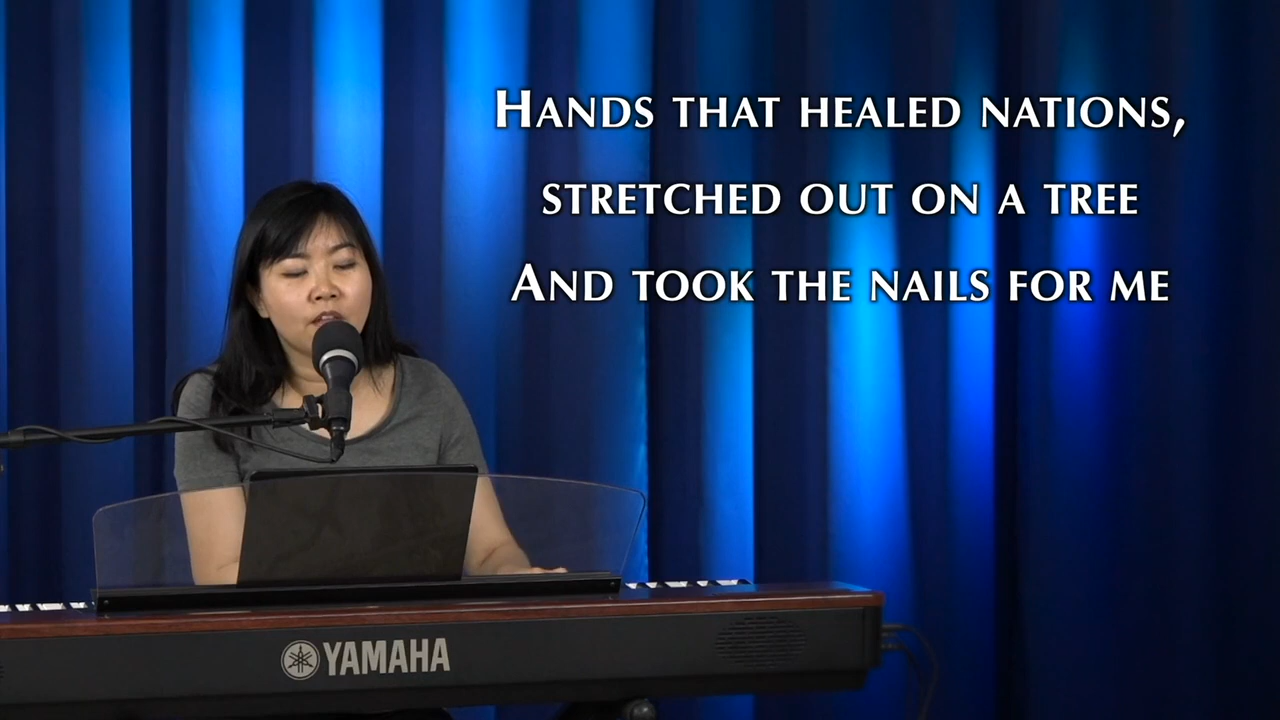 Hands that healed nations,
stretched out on a tree
And took the nails for me
YAMAHA